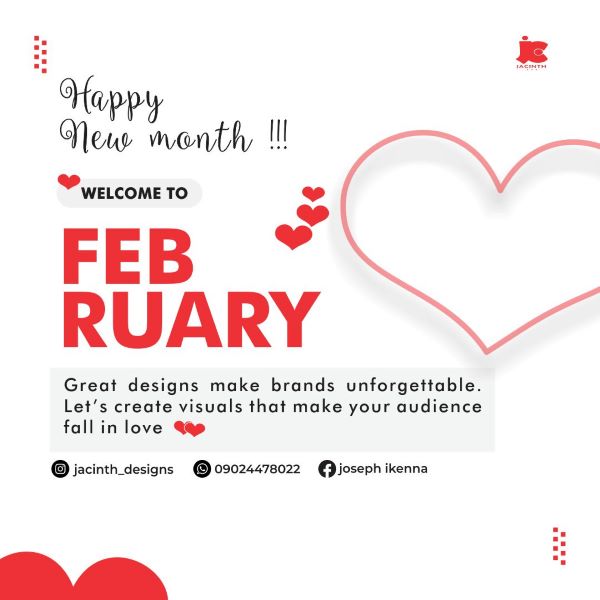 jc
JACINTH
Happy
New month !!!
WELCOME TO
FEB
RUARY
Great designs make brands unforgettable.
Let's create visuals that make your audience
fall in love
jacinth_designs 09024478022 joseph ikenna